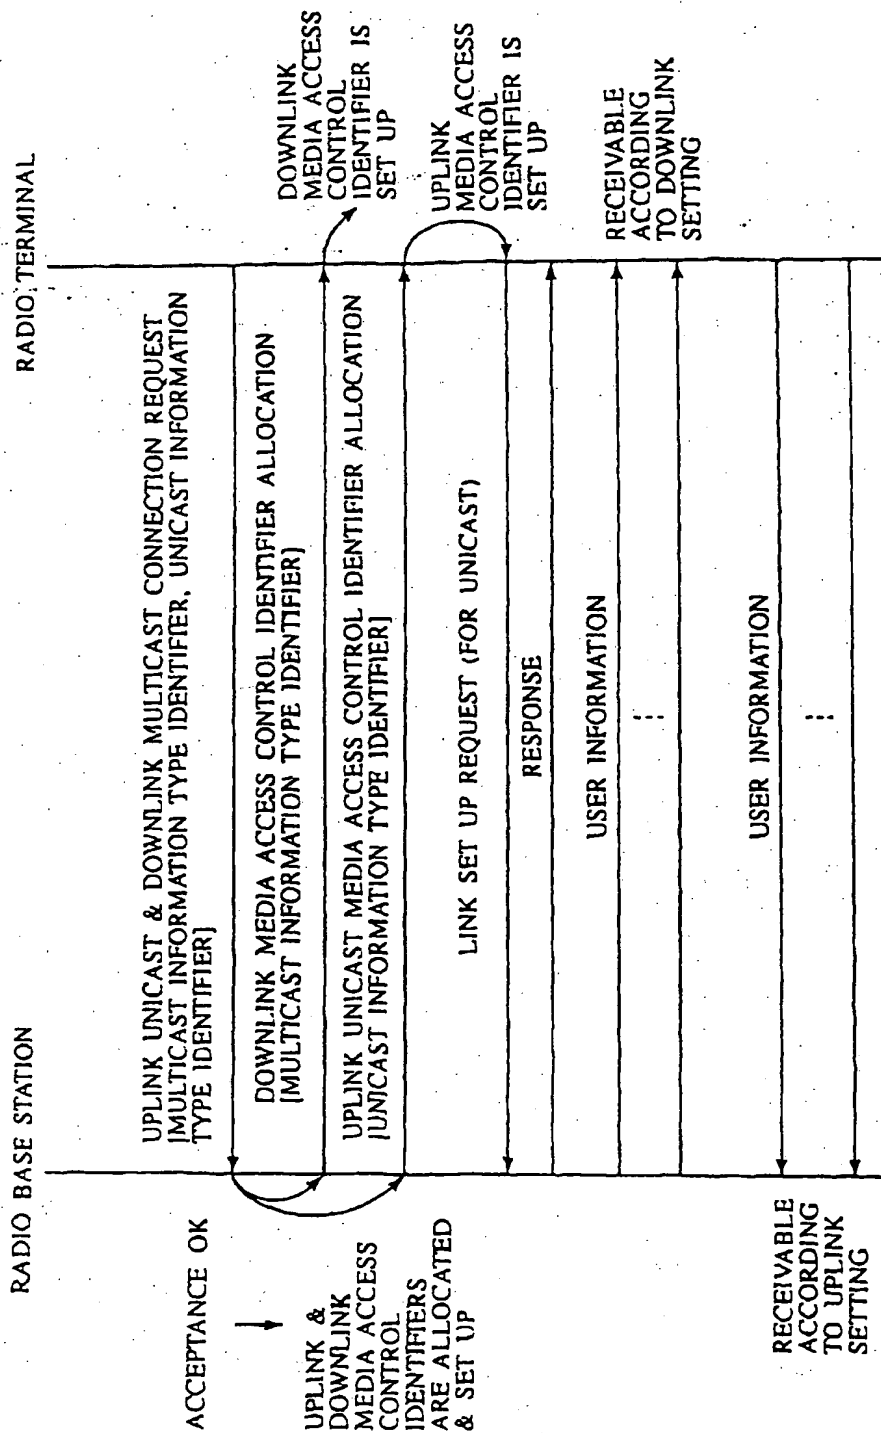 RADIO BASE STATION
RADIO TERMINAL
UPLINK UNICAST & DOWNLINK MULTICAST CONNECTION REQUEST
[MULTICAST INFORMATION TYPE IDENTIFIER, UNICAST INFORMATION
TYPE IDENTIFIER]
ACCEPTANCE OK
UPLINK &
DOWNLINK
MEDIA ACCESS
CONTROL
IDENTIFIERS
ARE ALLOCATED
& SET UP
DOWNLINK MEDIA ACCESS CONTROL IDENTIFIER ALLOCATION
[MULTICAST INFORMATION TYPE IDENTIFIER]
DOWNLINK
MEDIA ACCESS
CONTROL
IDENTIFIER IS
SET UP
UPLINK UNICAST MEDIA ACCESS CONTROL IDENTIFIER ALLOCATION
[UNICAST INFORMATION TYPE IDENTIFIER]
UPLINK
MEDIA ACCESS
CONTROL
IDENTIFIER IS
SET UP
LINK SET UP REQUEST (FOR UNICAST)
RESPONSE
USER INFORMATION
RECEIVABLE
ACCORDING
TO DOWNLINK
SETTING
USER INFORMATION
RECEIVABLE
ACCORDING
TO UPLINK
SETTING